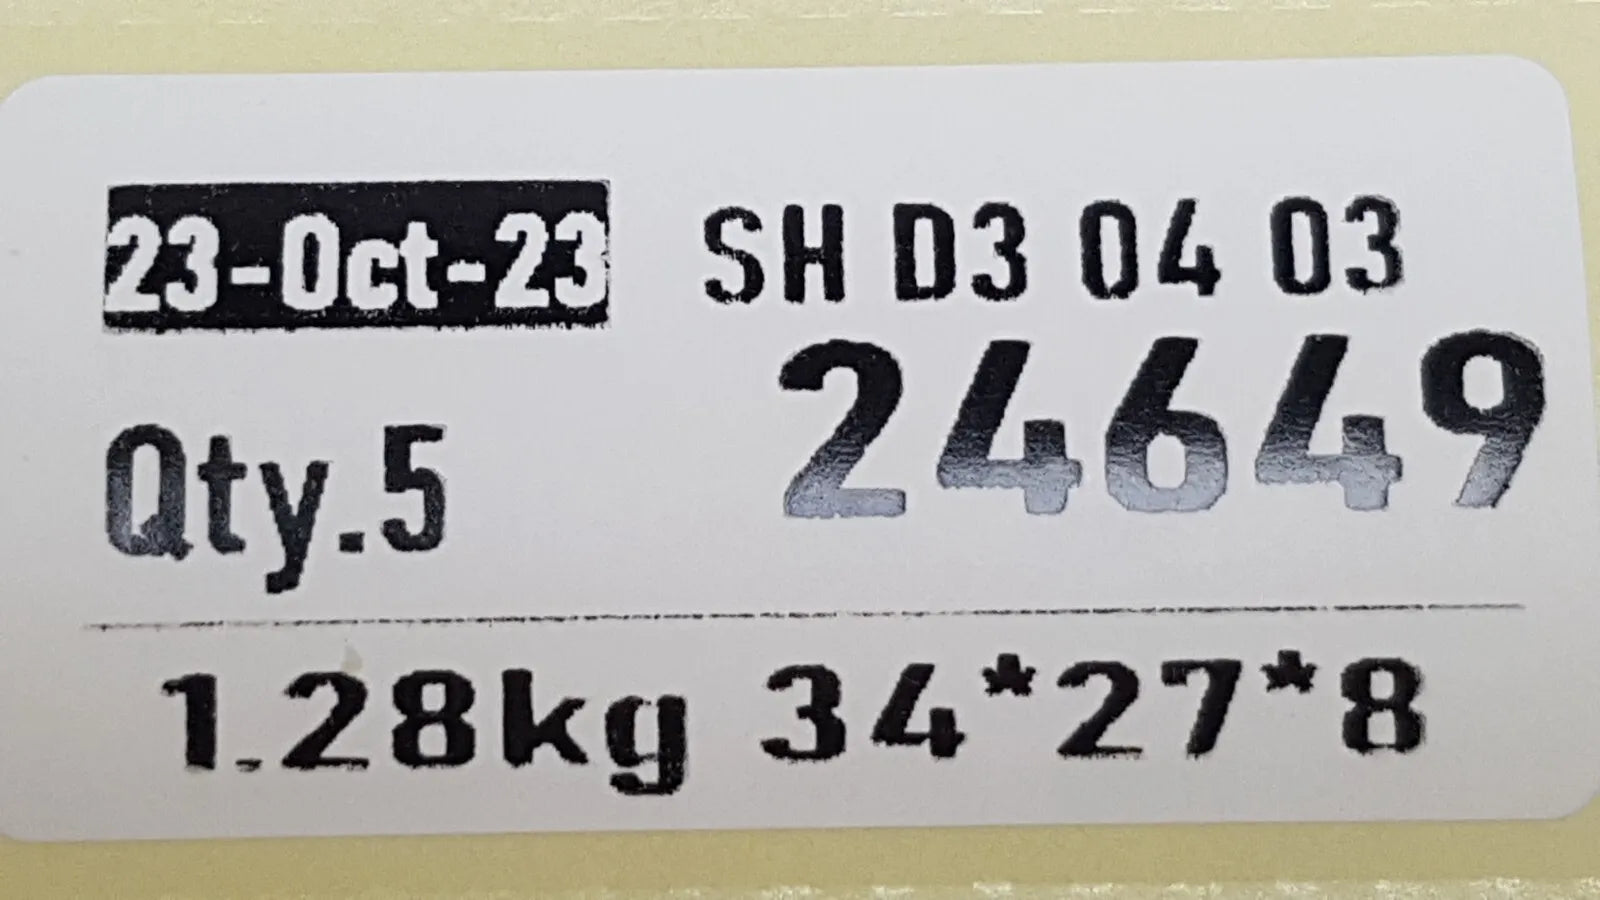 23-Oct-23 SH D3 04 03
24649
Qty.5
1.28kg 34*27*8